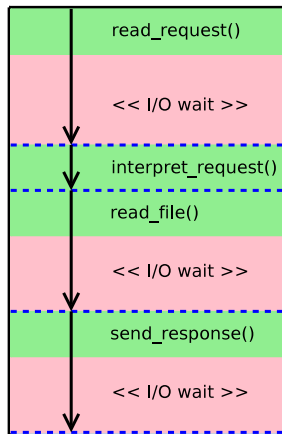 read_request()
<< I/O wait >>
interpret_request()
read_file()
<< I/O wait >>
send_response()
<< I/O wait >>